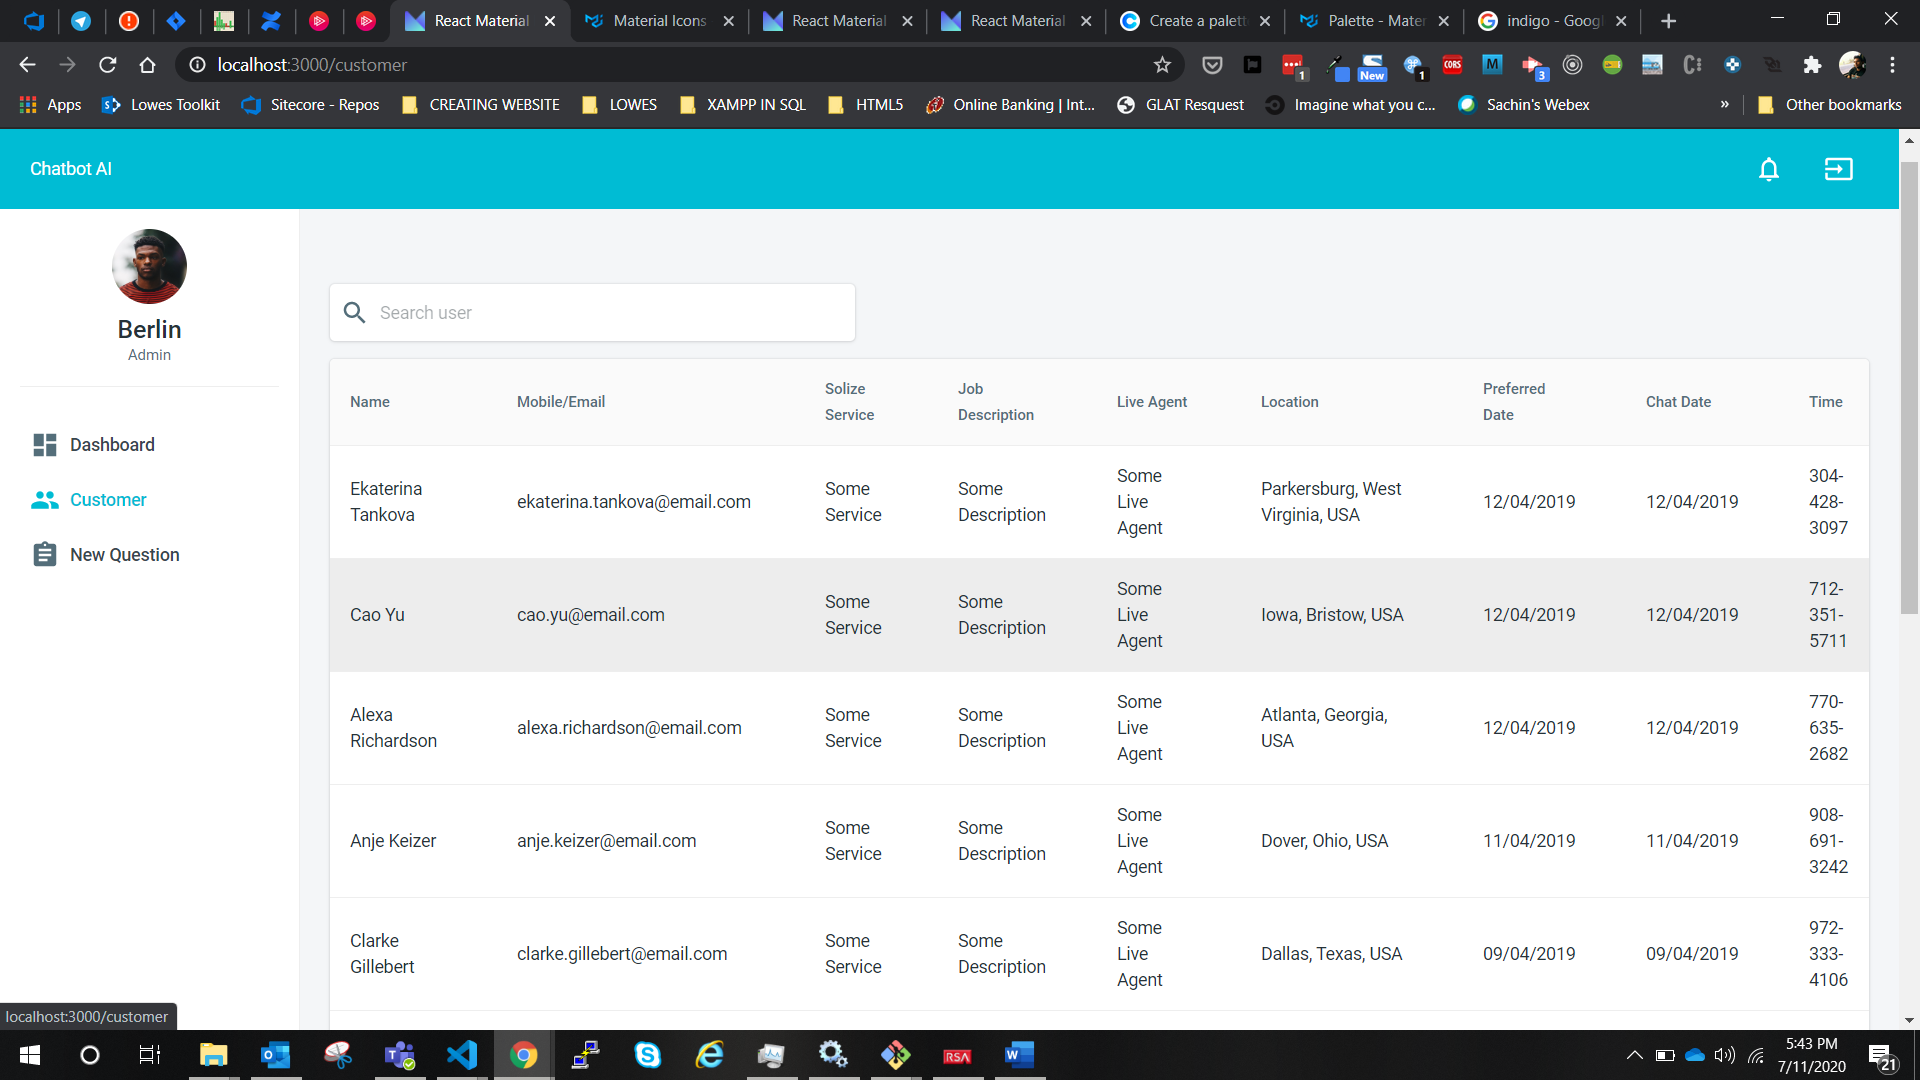 React Material
Material Icons
React Material
React Material
Create a palett
Palette - Mater
indigo - Googl
localhost:3000/customer
1
New
1
CORS
M
3
Apps
Lowes Toolkit
Sitecore - Repos
CREATING WEBSITE
LOWES
XAMPP IN SQL
HTML5
Online Banking | Int...
GLAT Resquest
Imagine what you c...
Sachin's Webex
»
Other bookmarks
Chatbot AI
Berlin
Admin
Dashboard
Customer
New Question
Search user
Name
Mobile/Email
Solize
Service
Job
Description
Live Agent
Location
Preferred
Date
Chat Date
Time
Ekaterina
Tankova
ekaterina.tankova@email.com
Some
Service
Some
Description
Some
Live
Agent
Parkersburg, West
Virginia, USA
12/04/2019
12/04/2019
304-
428-
3097
Cao Yu
cao.yu@email.com
Some
Service
Some
Description
Some
Live
Agent
Iowa, Bristow, USA
12/04/2019
12/04/2019
712-
351-
5711
Alexa
Richardson
alexa.richardson@email.com
Some
Service
Some
Description
Some
Live
Agent
Atlanta, Georgia,
USA
12/04/2019
12/04/2019
770-
635-
2682
Anje Keizer
anje.keizer@email.com
Some
Service
Some
Description
Some
Live
Agent
Dover, Ohio, USA
11/04/2019
11/04/2019
908-
691-
3242
Clarke
Gillebert
clarke.gillebert@email.com
Some
Service
Some
Description
Some
Live
Agent
Dallas, Texas, USA
09/04/2019
09/04/2019
972-
333-
4106
localhost:3000/customer
RSA
5:43 PM
7/11/2020
21